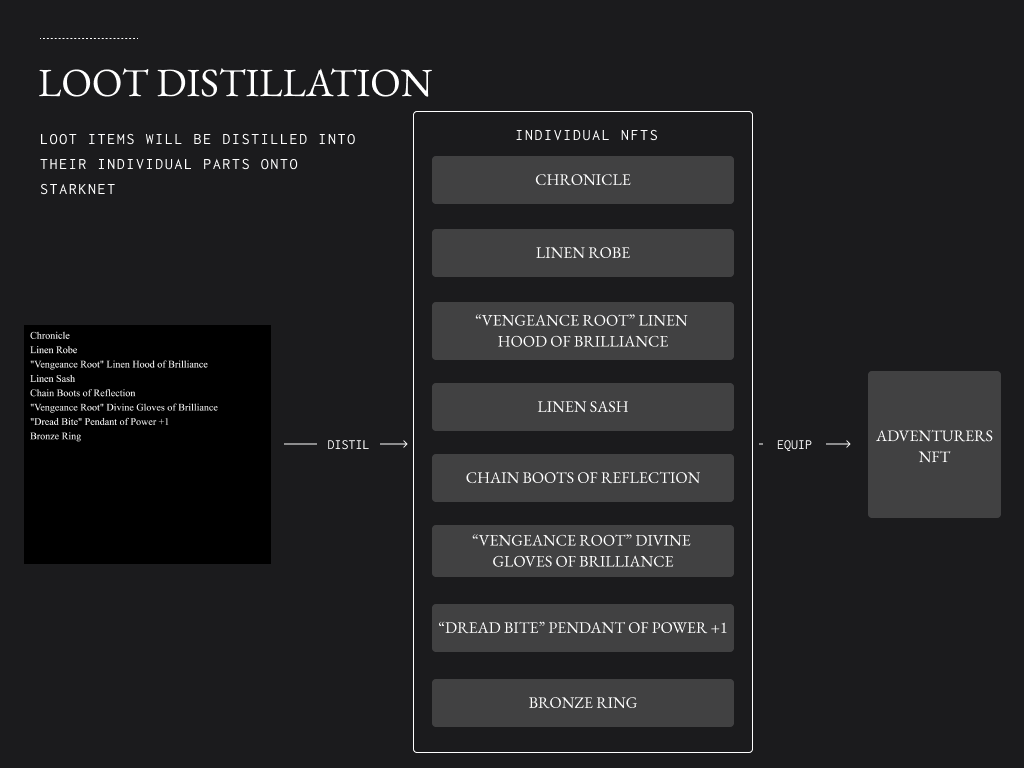 LOOT DISTILLATION
LOOT ITEMS WILL BE DISTILLED INTO
THEIR INDIVIDUAL PARTS ONTO
STARKNET
Chronicle
Linen Robe
"Vengeance Root" Linen Hood of Brilliance
Linen Sash
Chain Boots of Reflection
"Vengeance Root" Divine Gloves of Brilliance
"Dread Bite" Pendant of Power +1
Bronze Ring
DISTIL
INDIVIDUAL NFTS
CHRONICLE
LINEN ROBE
“VENGEANCE ROOT” LINEN
HOOD OF BRILLIANCE
LINEN SASH
CHAIN BOOTS OF REFLECTION
“VENGEANCE ROOT” DIVINE
GLOVES OF BRILLIANCE
“DREAD BITE” PENDANT OF POWER +1
BRONZE RING
EQUIP
ADVENTURERS
NFT